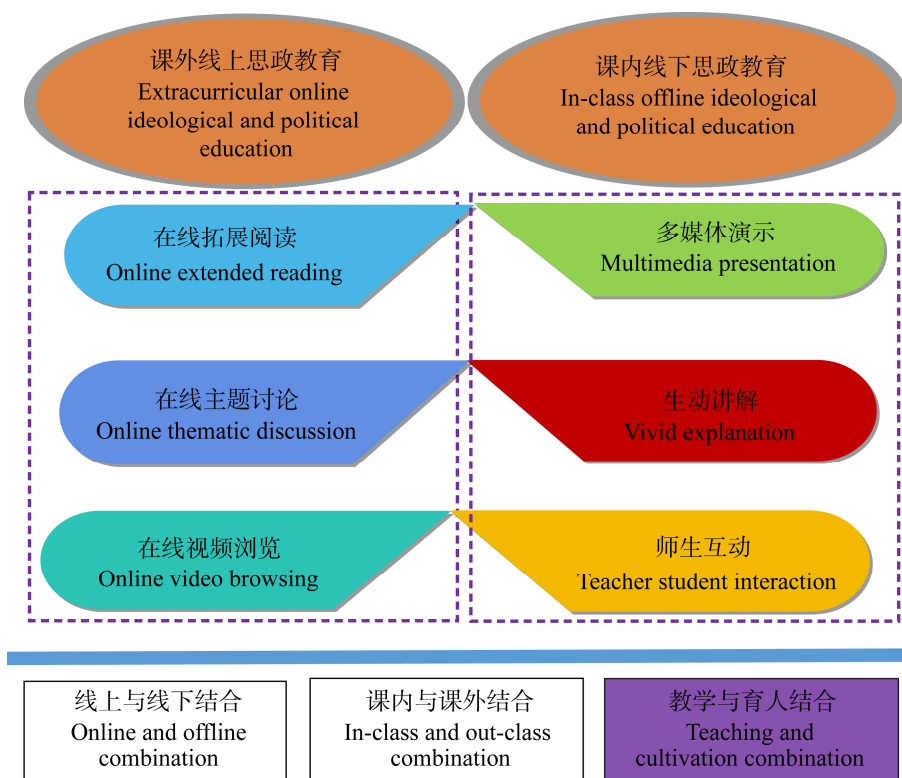 课外线上思政教育
Extracurricular online
ideological and political
education
课内线下思政教育
In-class offline ideological
and political education
在线拓展阅读
Online extended reading
多媒体演示
Multimedia presentation
在线主题讨论
Online thematic discussion
生动讲解
Vivid explanation
在线视频浏览
Online video browsing
师生互动
Teacher student interaction
线上与线下结合
Online and offline
combination
课内与课外结合
In-class and out-class
combination
教学与育人结合
Teaching and
cultivation combination